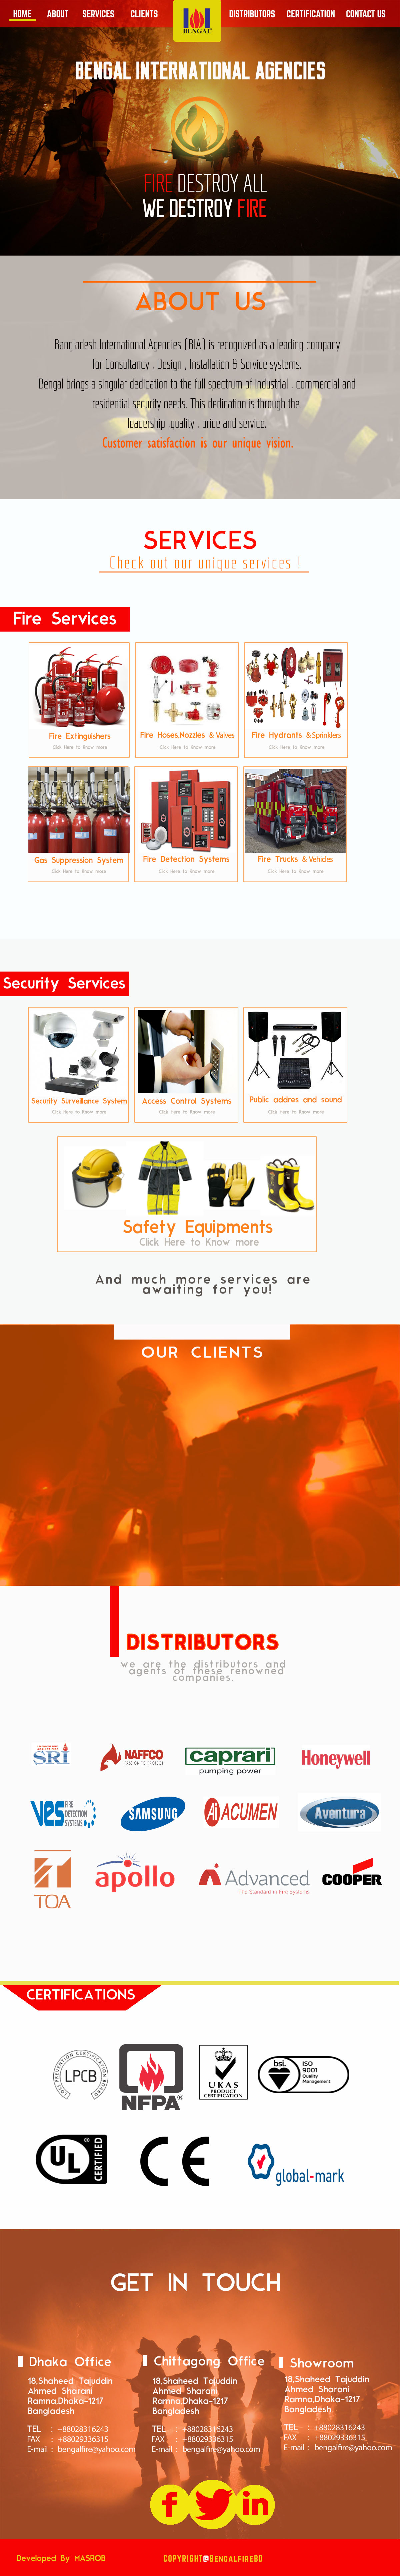 HOME ABOUT SERVICES CLIENTS BENGAL DISTRIBUTORS CERTIFICATION CONTACT US
BENGAL INTERNATIONAL AGENCIES
FIRE DESTROY ALL
WE DESTROY FIRE
ABOUT US
Bangladesh International Agencies (BIA) is recognized as a leading company
for Consultancy , Design , Installation & Service systems.
Bengal brings a singular dedication to the full spectrum of industrial , commercial and
residential security needs. This dedication is through the
leadership ,quality , price and service.
Customer satisfaction is our unique vision.
SERVICES
Check out our unique services !
Fire Services
Fire Extinguishers
Click Here to Know more
Fire Hoses,Nozzles & Valves
Click Here to Know more
Fire Hydrants & Sprinklers
Click Here to Know more
Gas Suppression System
Click Here to Know more
Fire Detection Systems
Click Here to Know more
Fire Trucks & Vehicles
Click Here to Know more
Security Services
Security Surveillance System
Click Here to Know more
Access Control Systems
Click Here to Know more
Public addres and sound
Click Here to Know more
Safety Equipments
Click Here to Know more
And much more services are
awaiting for you!
OUR CLIENTS
DISTRIBUTORS
we are the distributors and
agents of these renowned
companies.
SRI
NAFFCO
PASSION TO PROTECT
caprari
pumping power
Honeywell
VES FIRE
DETECTION
SYSTEMS
SAMSUNG
ACUMEN
Aventura
TOA
apollo
Advanced
The Standard in Fire Systems
COOPER
CERTIFICATIONS
LOSS PREVENTION CERTIFICATION BOARD
LPCB
NFPA®
UKAS
PRODUCT
CERTIFICATION
bsi.
ISO
9001
Quality
Management
UL ® CERTIFIED
CE
global-mark
GET IN TOUCH
Dhaka Office
18,Shaheed Tajuddin
Ahmed Sharani
Ramna,Dhaka-1217
Bangladesh
TEL : +88028316243
FAX : +88029336315
E-mail : bengalfire@yahoo.com
Chittagong Office
18,Shaheed Tajuddin
Ahmed Sharani
Ramna,Dhaka-1217
Bangladesh
TEL : +88028316243
FAX : +88029336315
E-mail : bengalfire@yahoo.com
Showroom
18,Shaheed Tajuddin
Ahmed Sharani
Ramna,Dhaka-1217
Bangladesh
TEL : +88028316243
FAX : +88029336315
E-mail : bengalfire@yahoo.com
f in
Developed By MASROB COPYRIGHT@BENGALFIREBD